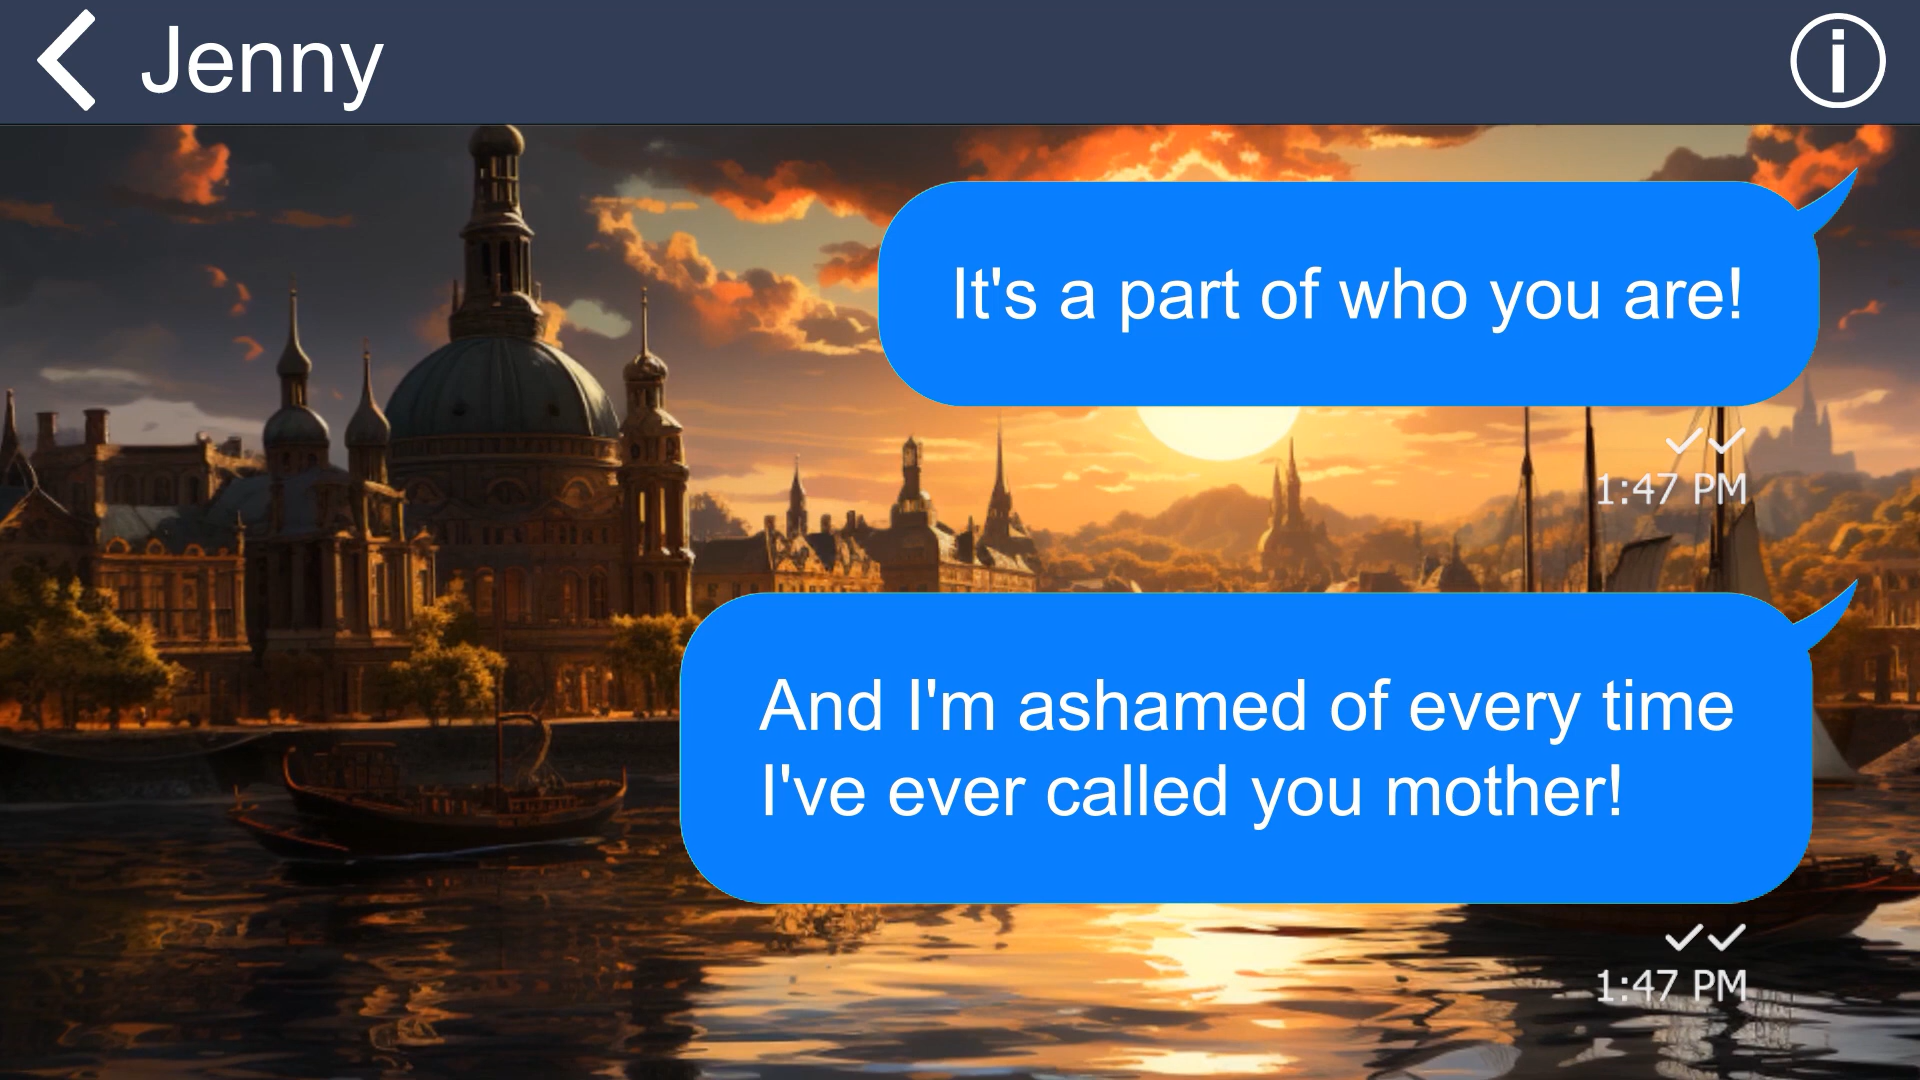 Jenny
It's a part of who you are!
1:47 PM
And I'm ashamed of every time
I've ever called you mother!
1:47 PM